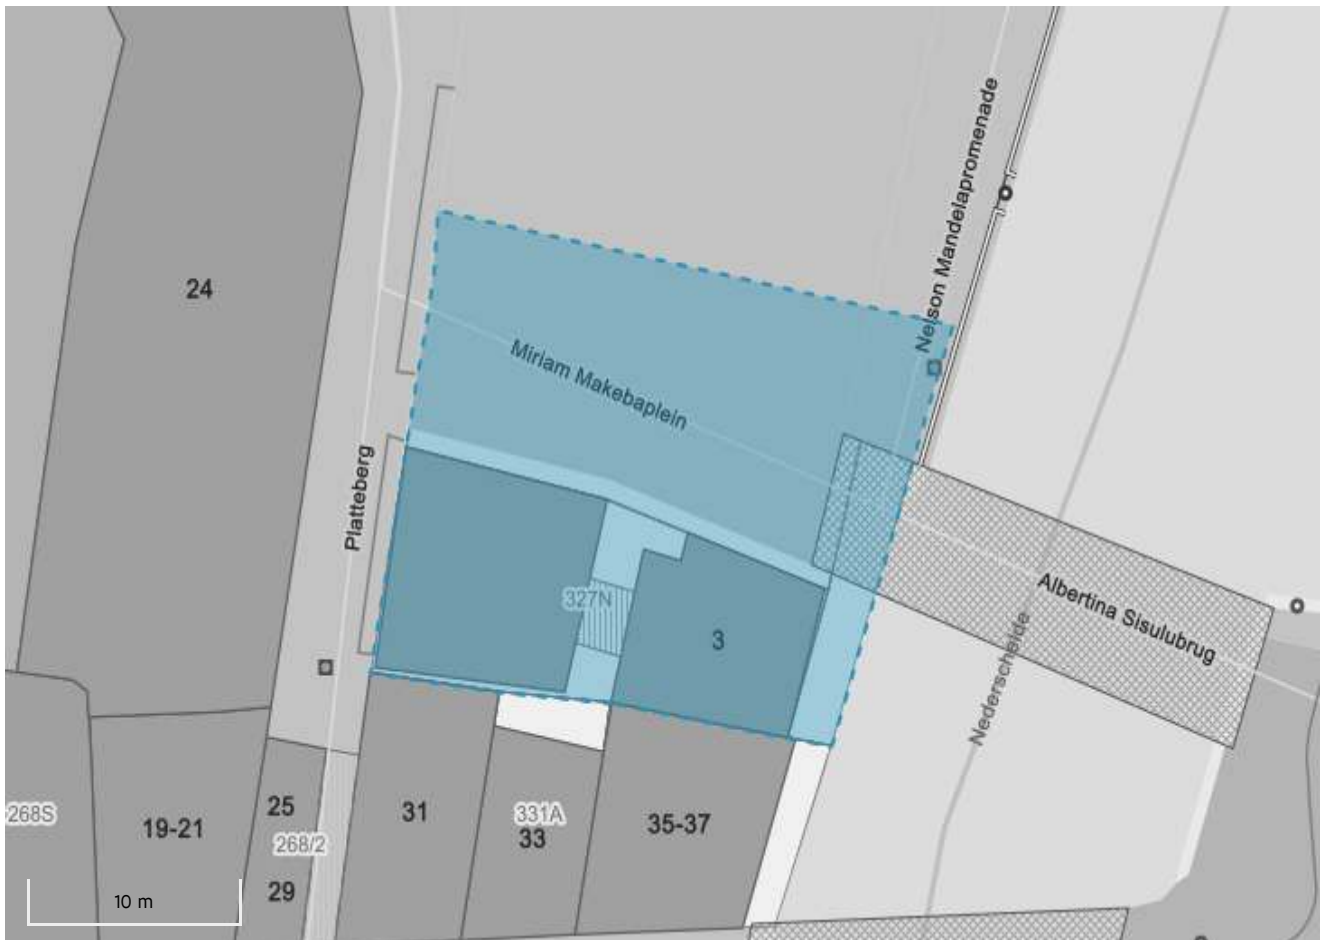 24
Nelson Mandelapromenade
Miriam Makebaplein
Platteberg
327N
3
Albertina Sisulubrug
Nederschelde
268S
19-21
25
268/2
29
31
331A
33
35-37
10 m